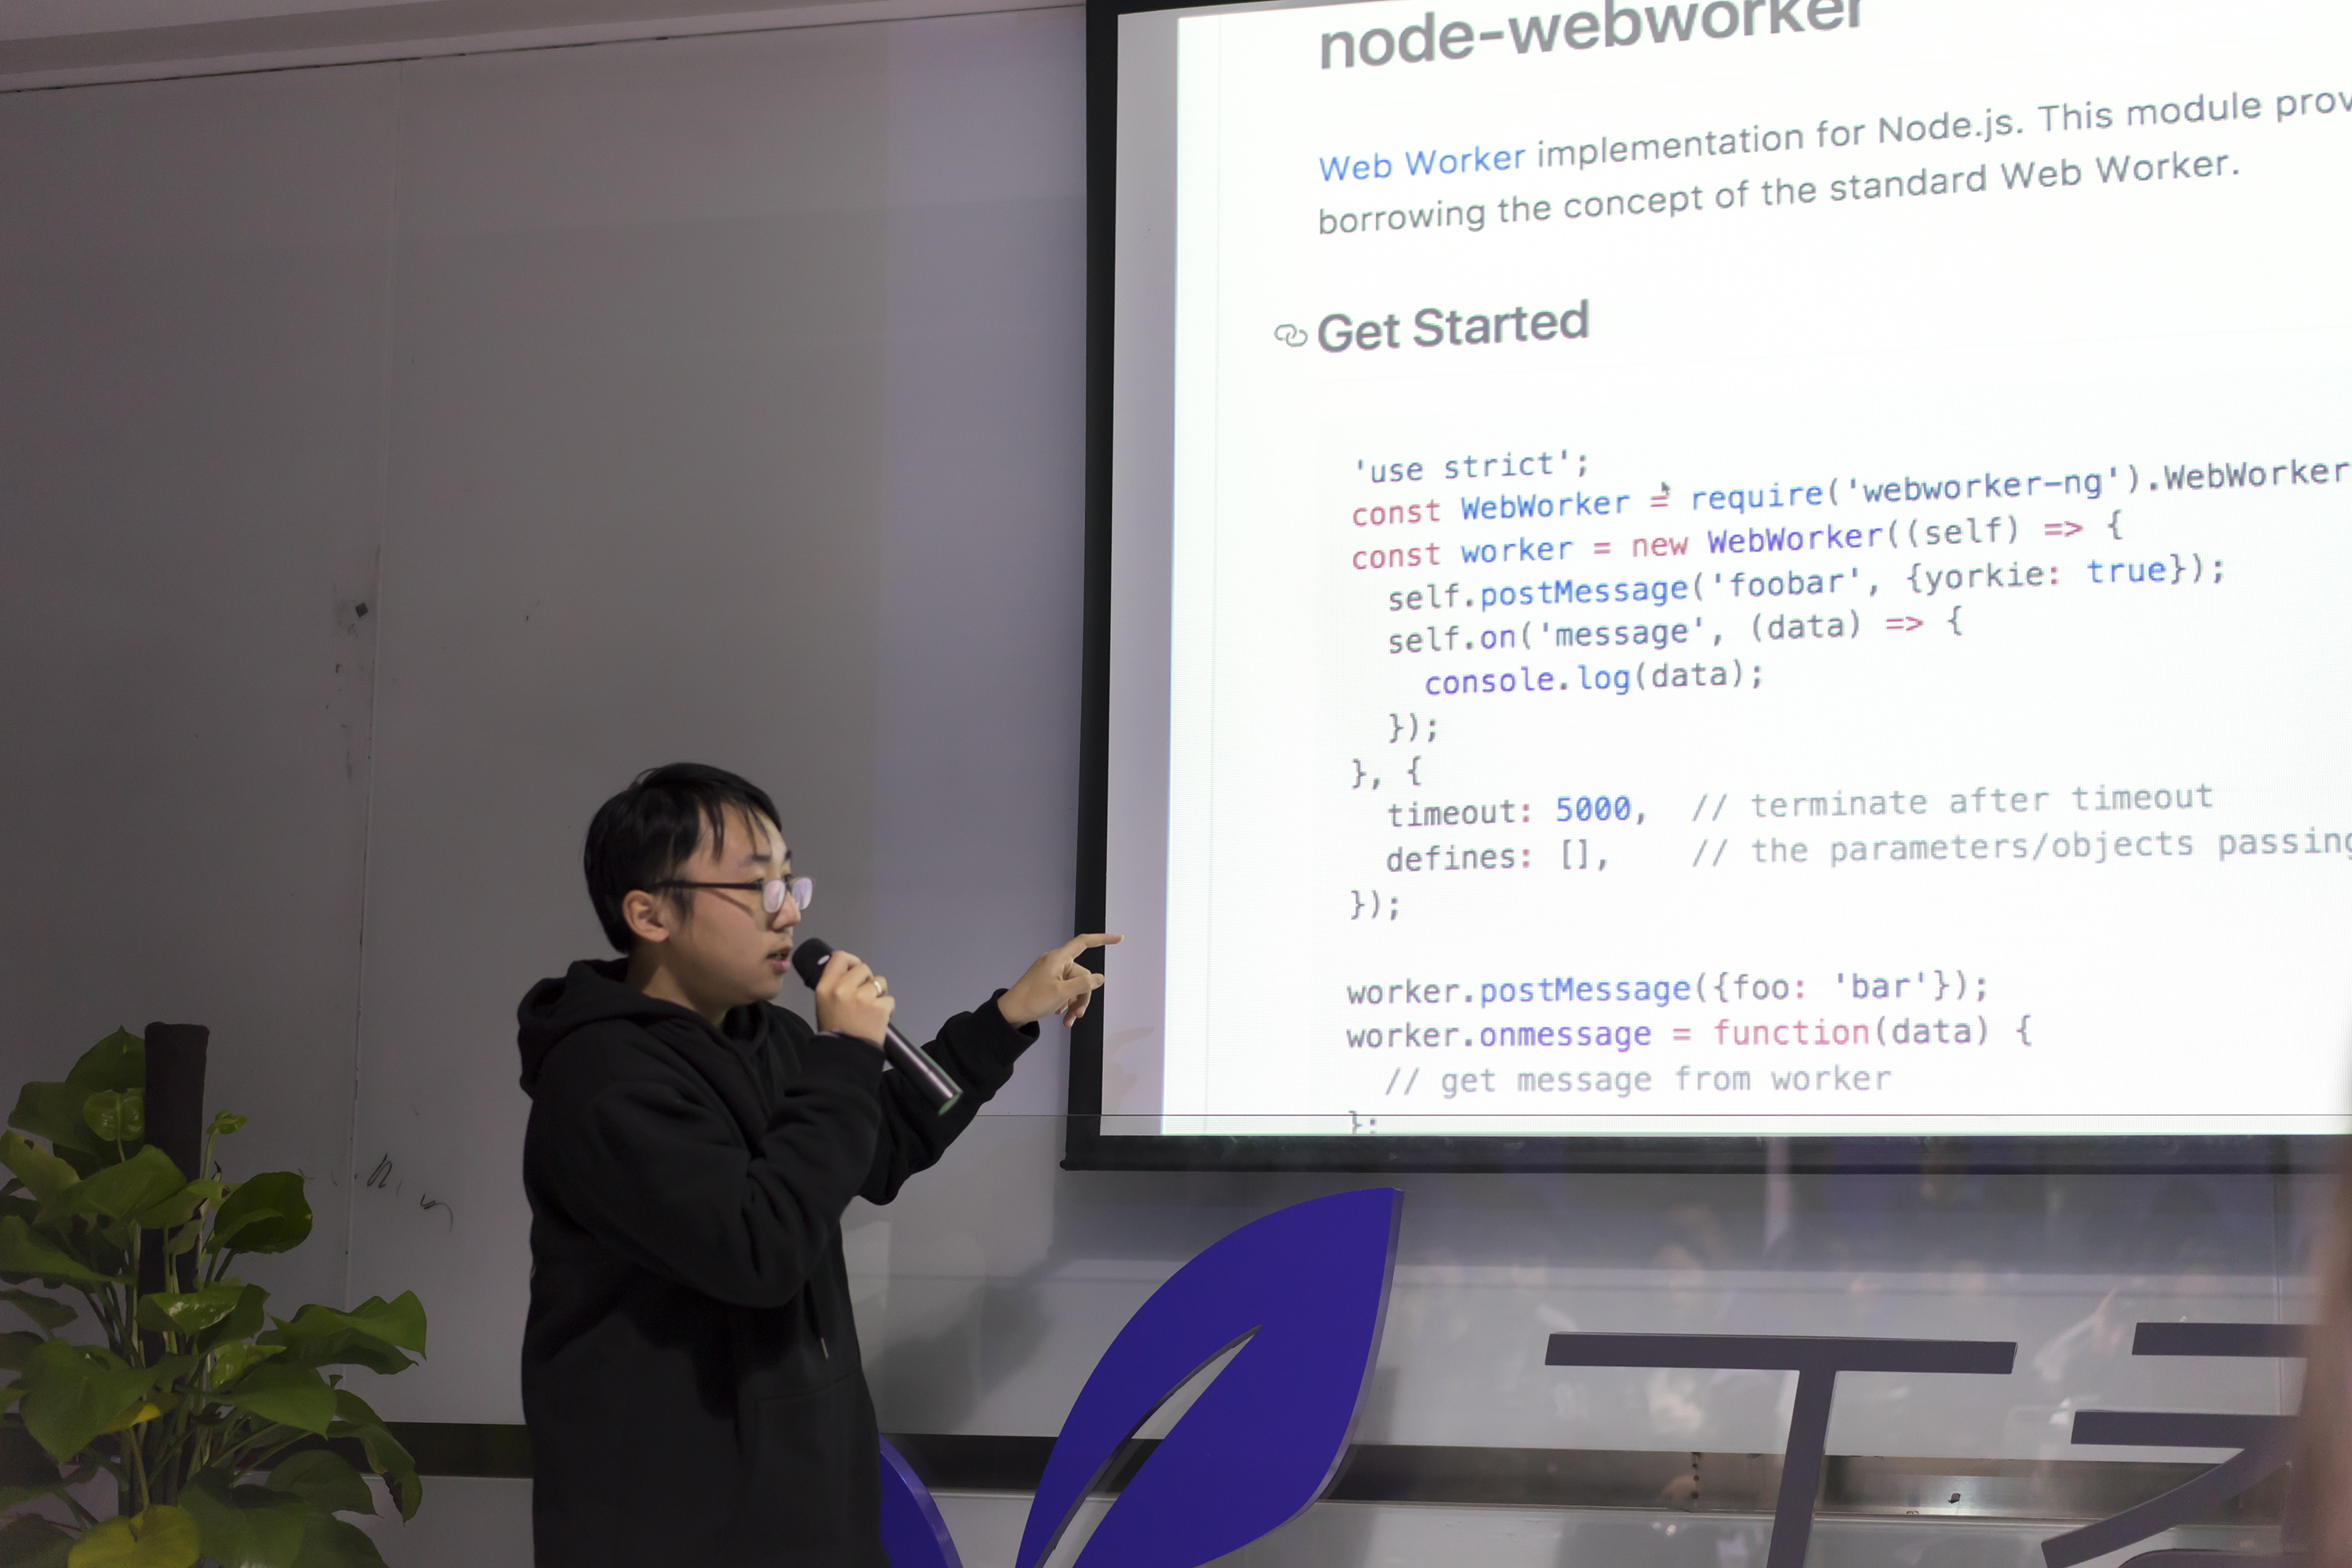 node-webworker
Web Worker implementation for Node.js. This module
borrowing the concept of the standard Web Worker.
Get Started
'use strict';
const WebWorker = require('webworker-ng').WebWorker
const worker = new WebWorker((self) => {
  self.postMessage('foobar', {yorkie: true});
  self.on('message', (data) => {
    console.log(data);
  });
}, {
  timeout: 5000,  // terminate after timeout
  defines: [],    // the parameters/objects passing
});
worker.postMessage({foo: 'bar'});
worker.onmessage = function(data) {
  // get message from worker
};